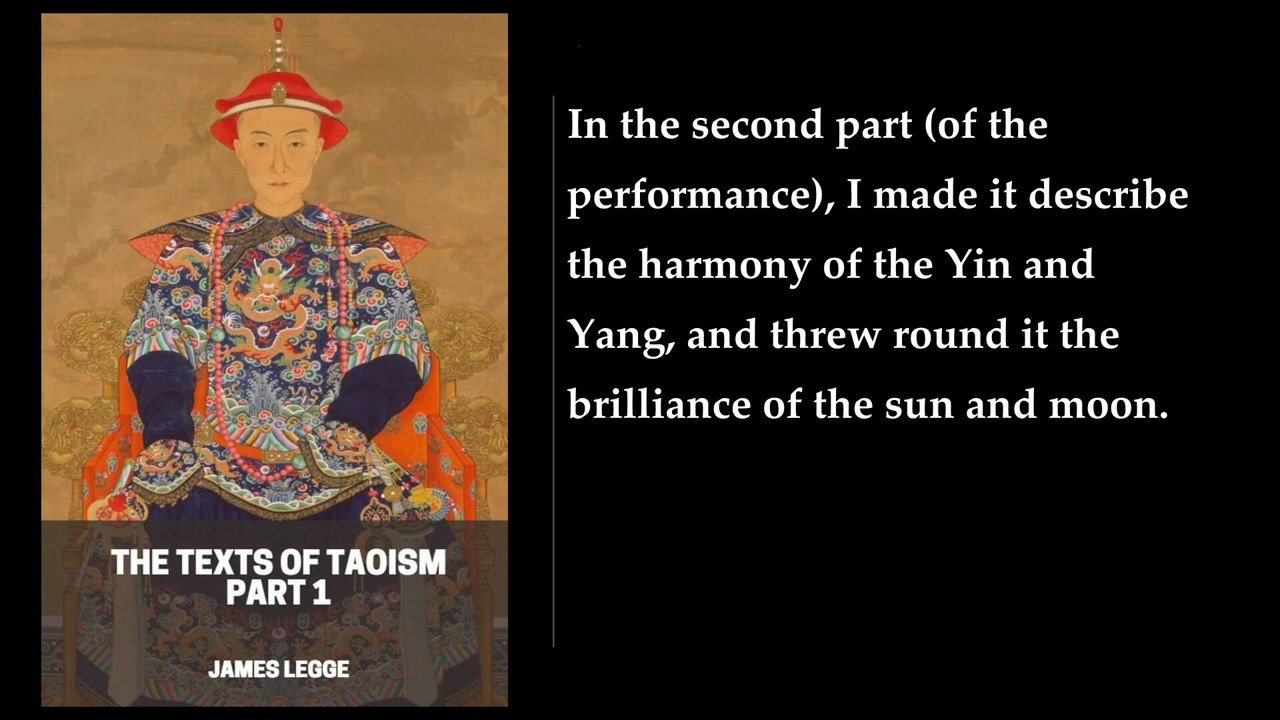 In the second part (of the
performance), I made it describe
the harmony of the Yin and
Yang, and threw round it the
brilliance of the sun and moon.
THE TEXTS OF TAOISM
PART 1
JAMES LEGGE